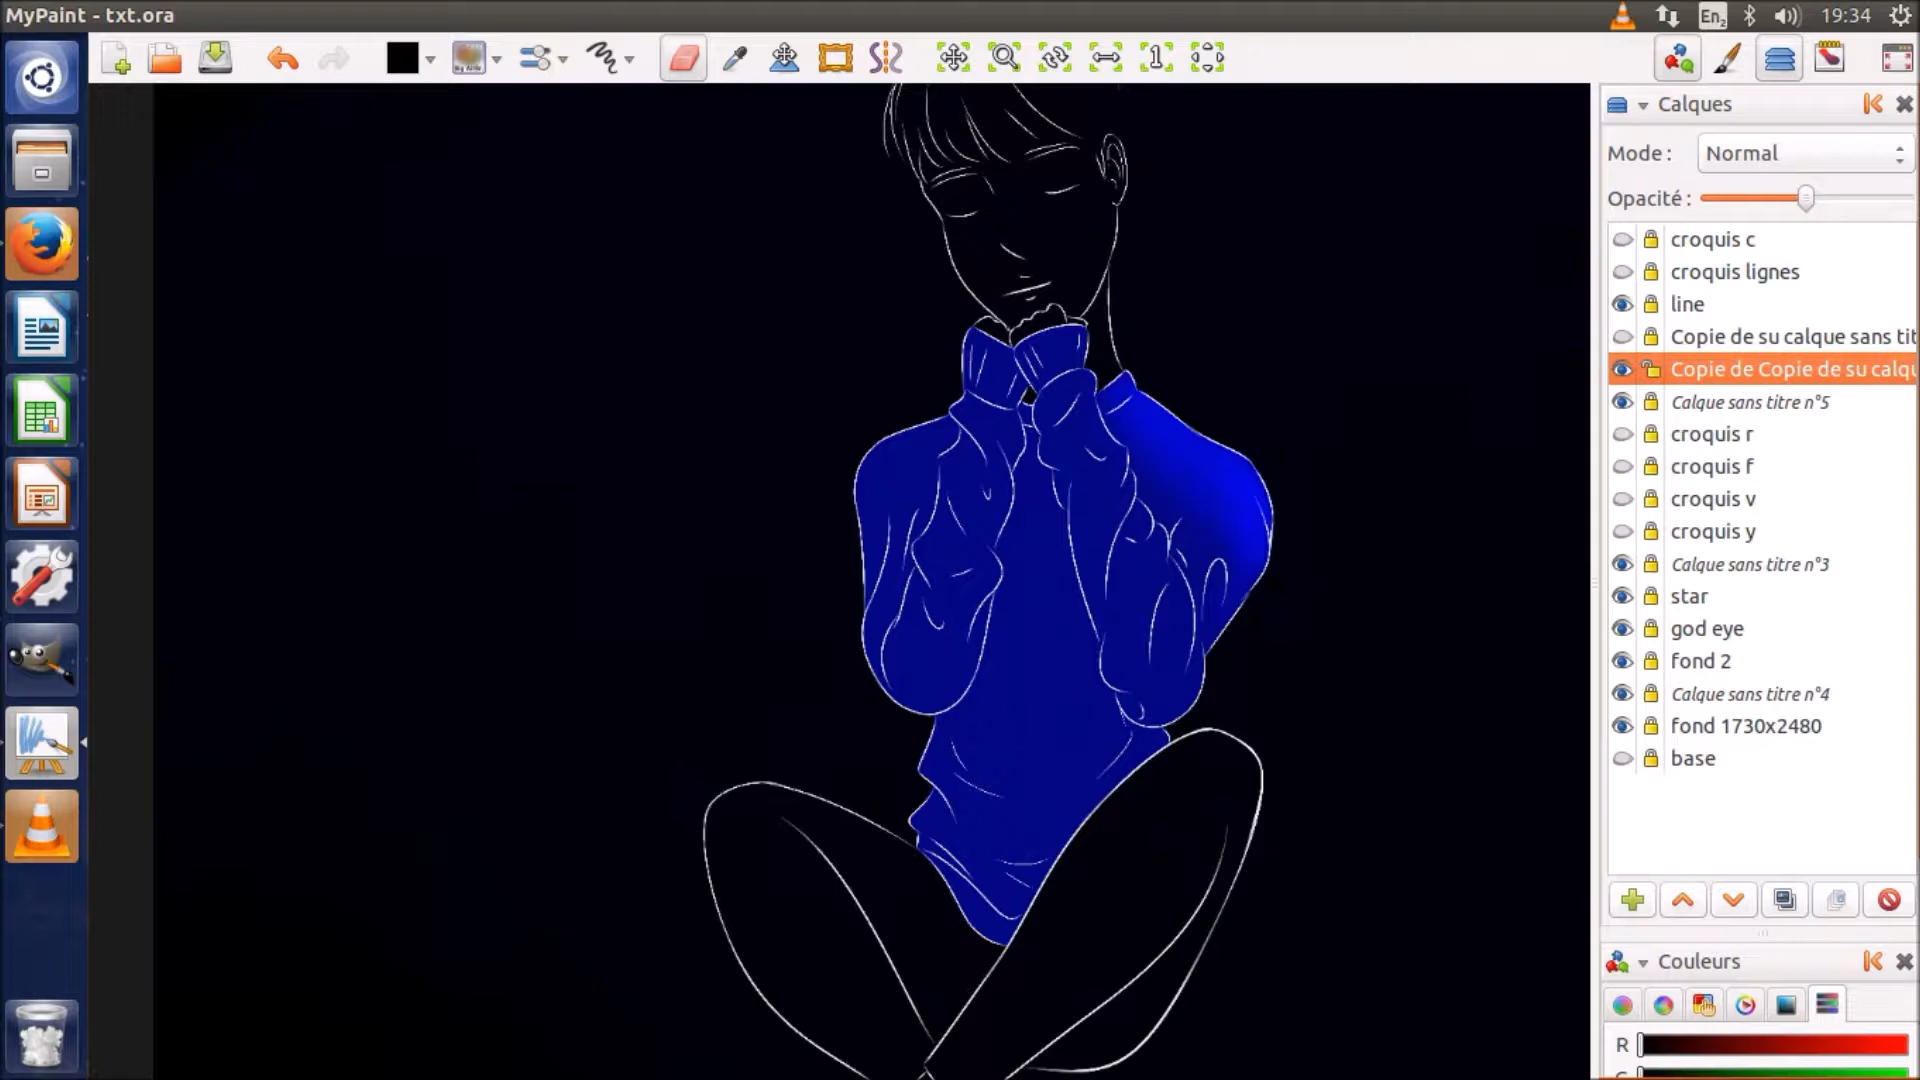 MyPaint - txt.ora
En2
19:34
1
Calques
Mode :
Normal
Opacité :
croquis c
croquis lignes
line
Copie de su calque sans tit
Copie de Copie de su calqu
Calque sans titre n°5
croquis r
croquis f
croquis v
croquis y
Calque sans titre n°3
star
god eye
fond 2
Calque sans titre n°4
fond 1730x2480
base
Couleurs
R